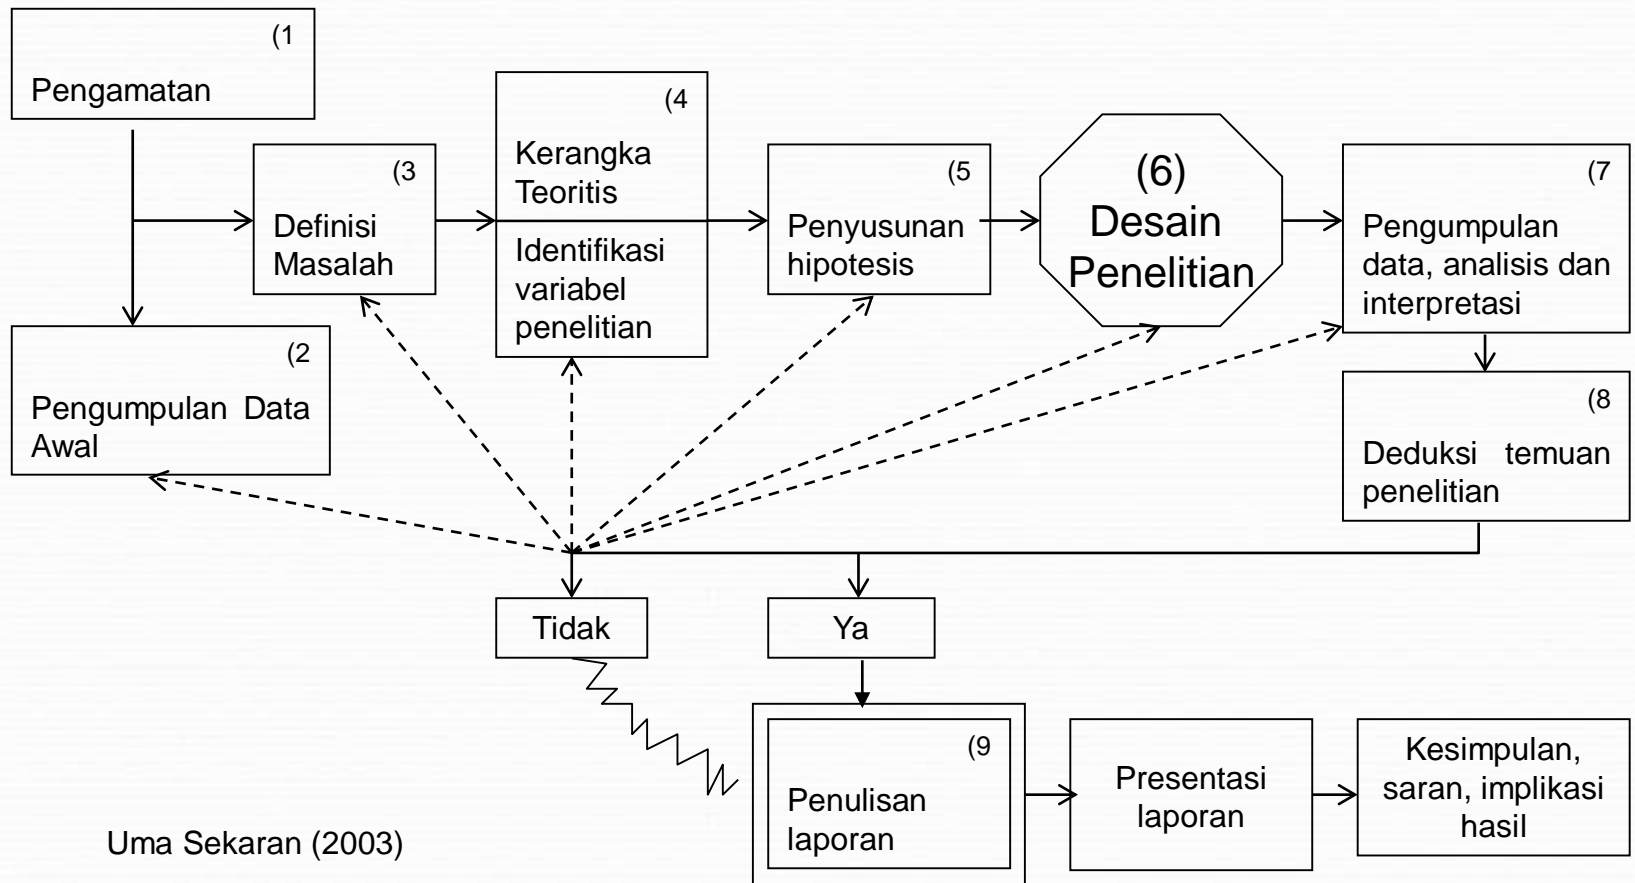 (1
Pengamatan
(2
Pengumpulan Data
Awal
(3
Definisi
Masalah
(4
Kerangka
Teoritis
Identifikasi
variabel
penelitian
(5
Penyusunan
hipotesis
(6)
Desain
Penelitian
(7
Pengumpulan
data, analisis dan
interpretasi
(8
Deduksi temuan
penelitian
Tidak
Ya
(9
Penulisan
laporan
Presentasi
laporan
Kesimpulan,
saran, implikasi
hasil
Uma Sekaran (2003)